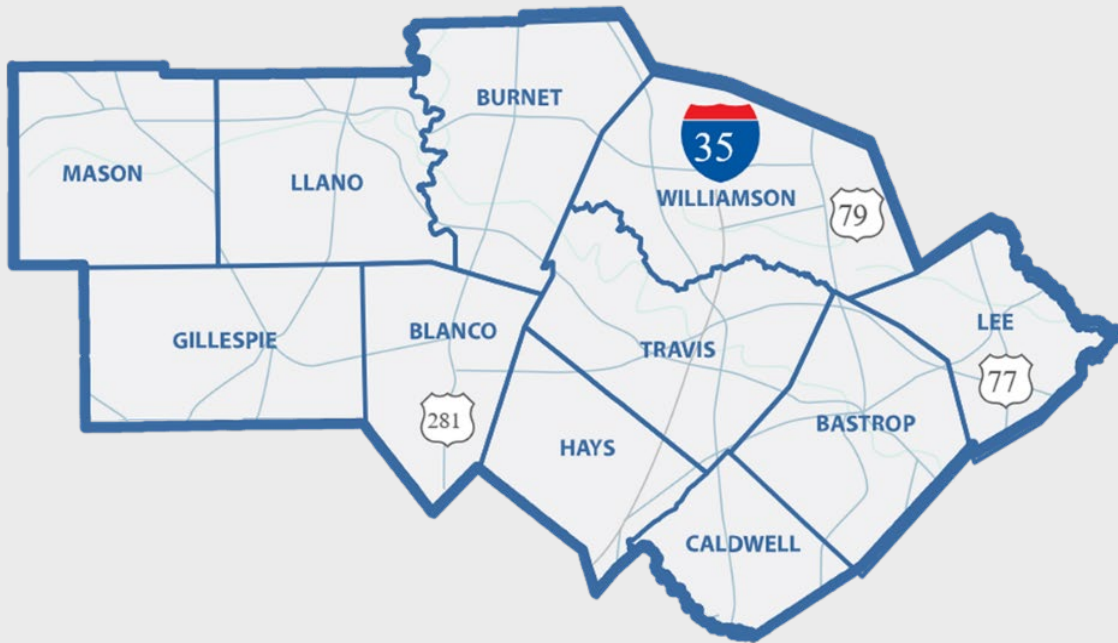 BURNET
35
MASON
LLANO
WILLIAMSON
79
LEE
GILLESPIE
BLANCO
TRAVIS
77
281
BASTROP
HAYS
CALDWELL